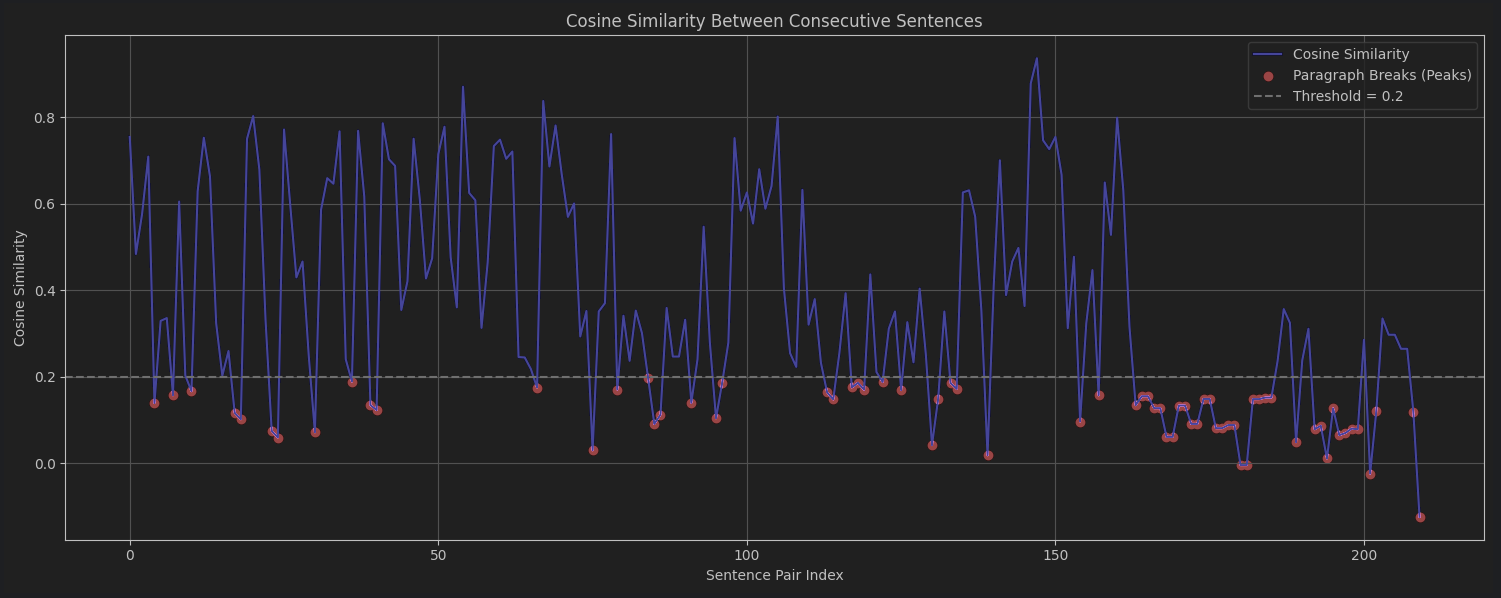 Cosine Similarity Between Consecutive Sentences
Cosine Similarity
Paragraph Breaks (Peaks)
Threshold = 0.2
Cosine Similarity
0.8
0.6
0.4
0.2
0.0
0
50
100
150
200
Sentence Pair Index